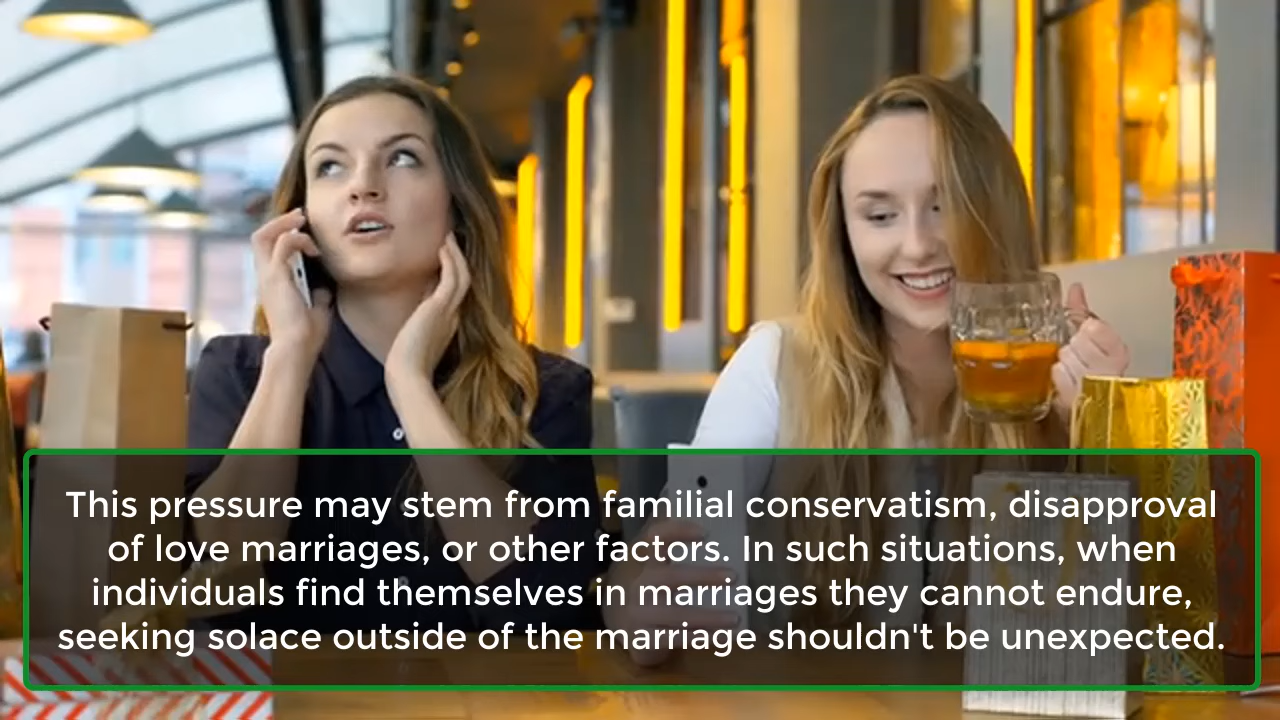 This pressure may stem from familial conservatism, disapproval
of love marriages, or other factors. In such situations, when
individuals find themselves in marriages they cannot endure,
seeking solace outside of the marriage shouldn't be unexpected.